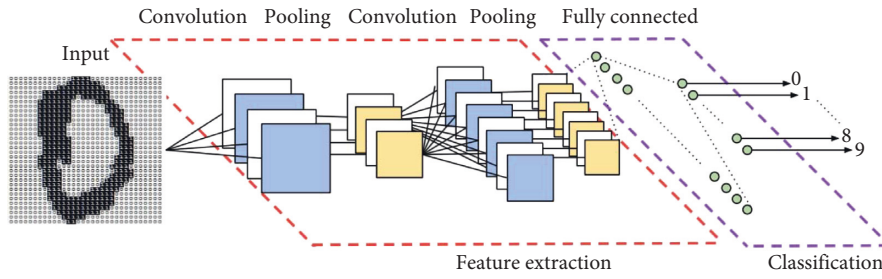 Convolution Pooling Convolution Pooling Fully connected
Input
0
1
8
9
Feature extraction
Classification